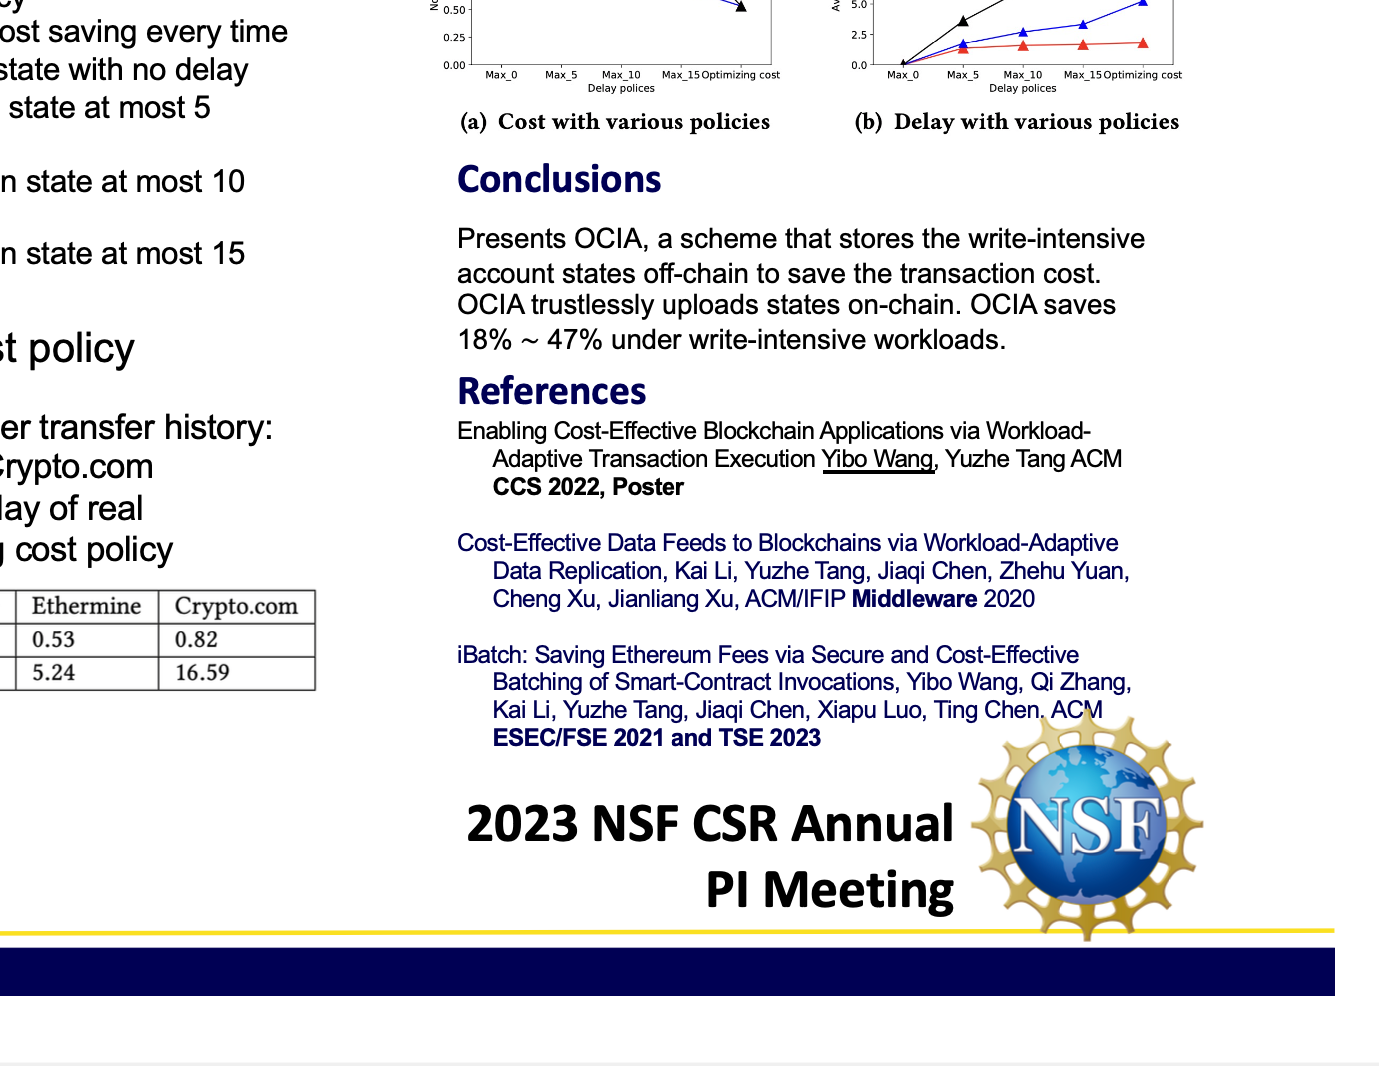 cy
ost saving every time
state with no delay
state at most 5
n state at most 10
n state at most 15
st policy
er transfer history:
Crypto.com
lay of real
g cost policy
Ethermine Crypto.com
0.53 0.82
5.24 16.59
No
0.50
0.25
0.00
Max_0 Max_5 Max_10 Max_15 Optimizing cost
Delay polices
(a) Cost with various policies
Av
5.0
2.5
0.0
Max_0 Max_5 Max_10 Max_15 Optimizing cost
Delay polices
(b) Delay with various policies
Conclusions
Presents OCIA, a scheme that stores the write-intensive
account states off-chain to save the transaction cost.
OCIA trustlessly uploads states on-chain. OCIA saves
18% ~ 47% under write-intensive workloads.
References
Enabling Cost-Effective Blockchain Applications via Workload-
Adaptive Transaction Execution Yibo Wang, Yuzhe Tang ACM
CCS 2022, Poster
Cost-Effective Data Feeds to Blockchains via Workload-Adaptive
Data Replication, Kai Li, Yuzhe Tang, Jiaqi Chen, Zhehu Yuan,
Cheng Xu, Jianliang Xu, ACM/IFIP Middleware 2020
iBatch: Saving Ethereum Fees via Secure and Cost-Effective
Batching of Smart-Contract Invocations, Yibo Wang, Qi Zhang,
Kai Li, Yuzhe Tang, Jiaqi Chen, Xiapu Luo, Ting Chen. ACM
ESEC/FSE 2021 and TSE 2023
2023 NSF CSR Annual
PI Meeting
NSF